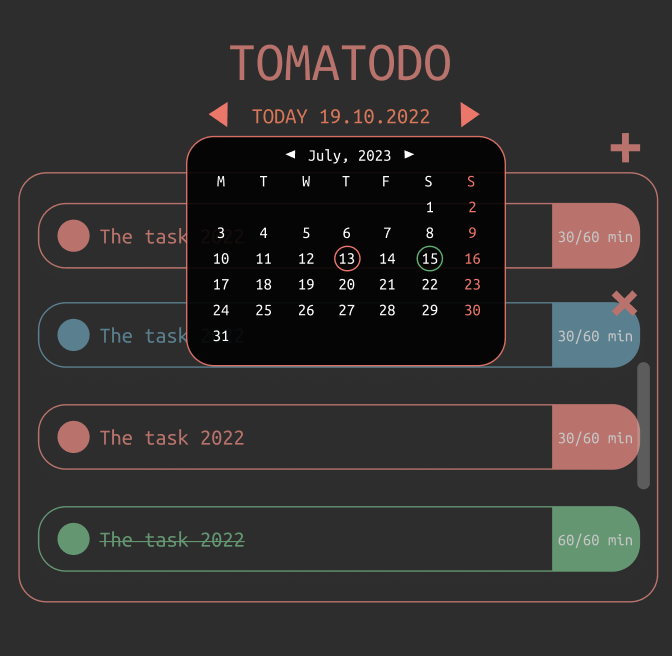 TOMATODO
◀ TODAY 19.10.2022 ▶
+
◀ July, 2023 ▶
M T W T F S S
1 2
3 4 5 6 7 8 9
10 11 12 13 14 15 16
17 18 19 20 21 22 23
24 25 26 27 28 29 30
31
The task 2022 30/60 min
The task 2022 30/60 min
The task 2022 30/60 min
The task 2022 60/60 min